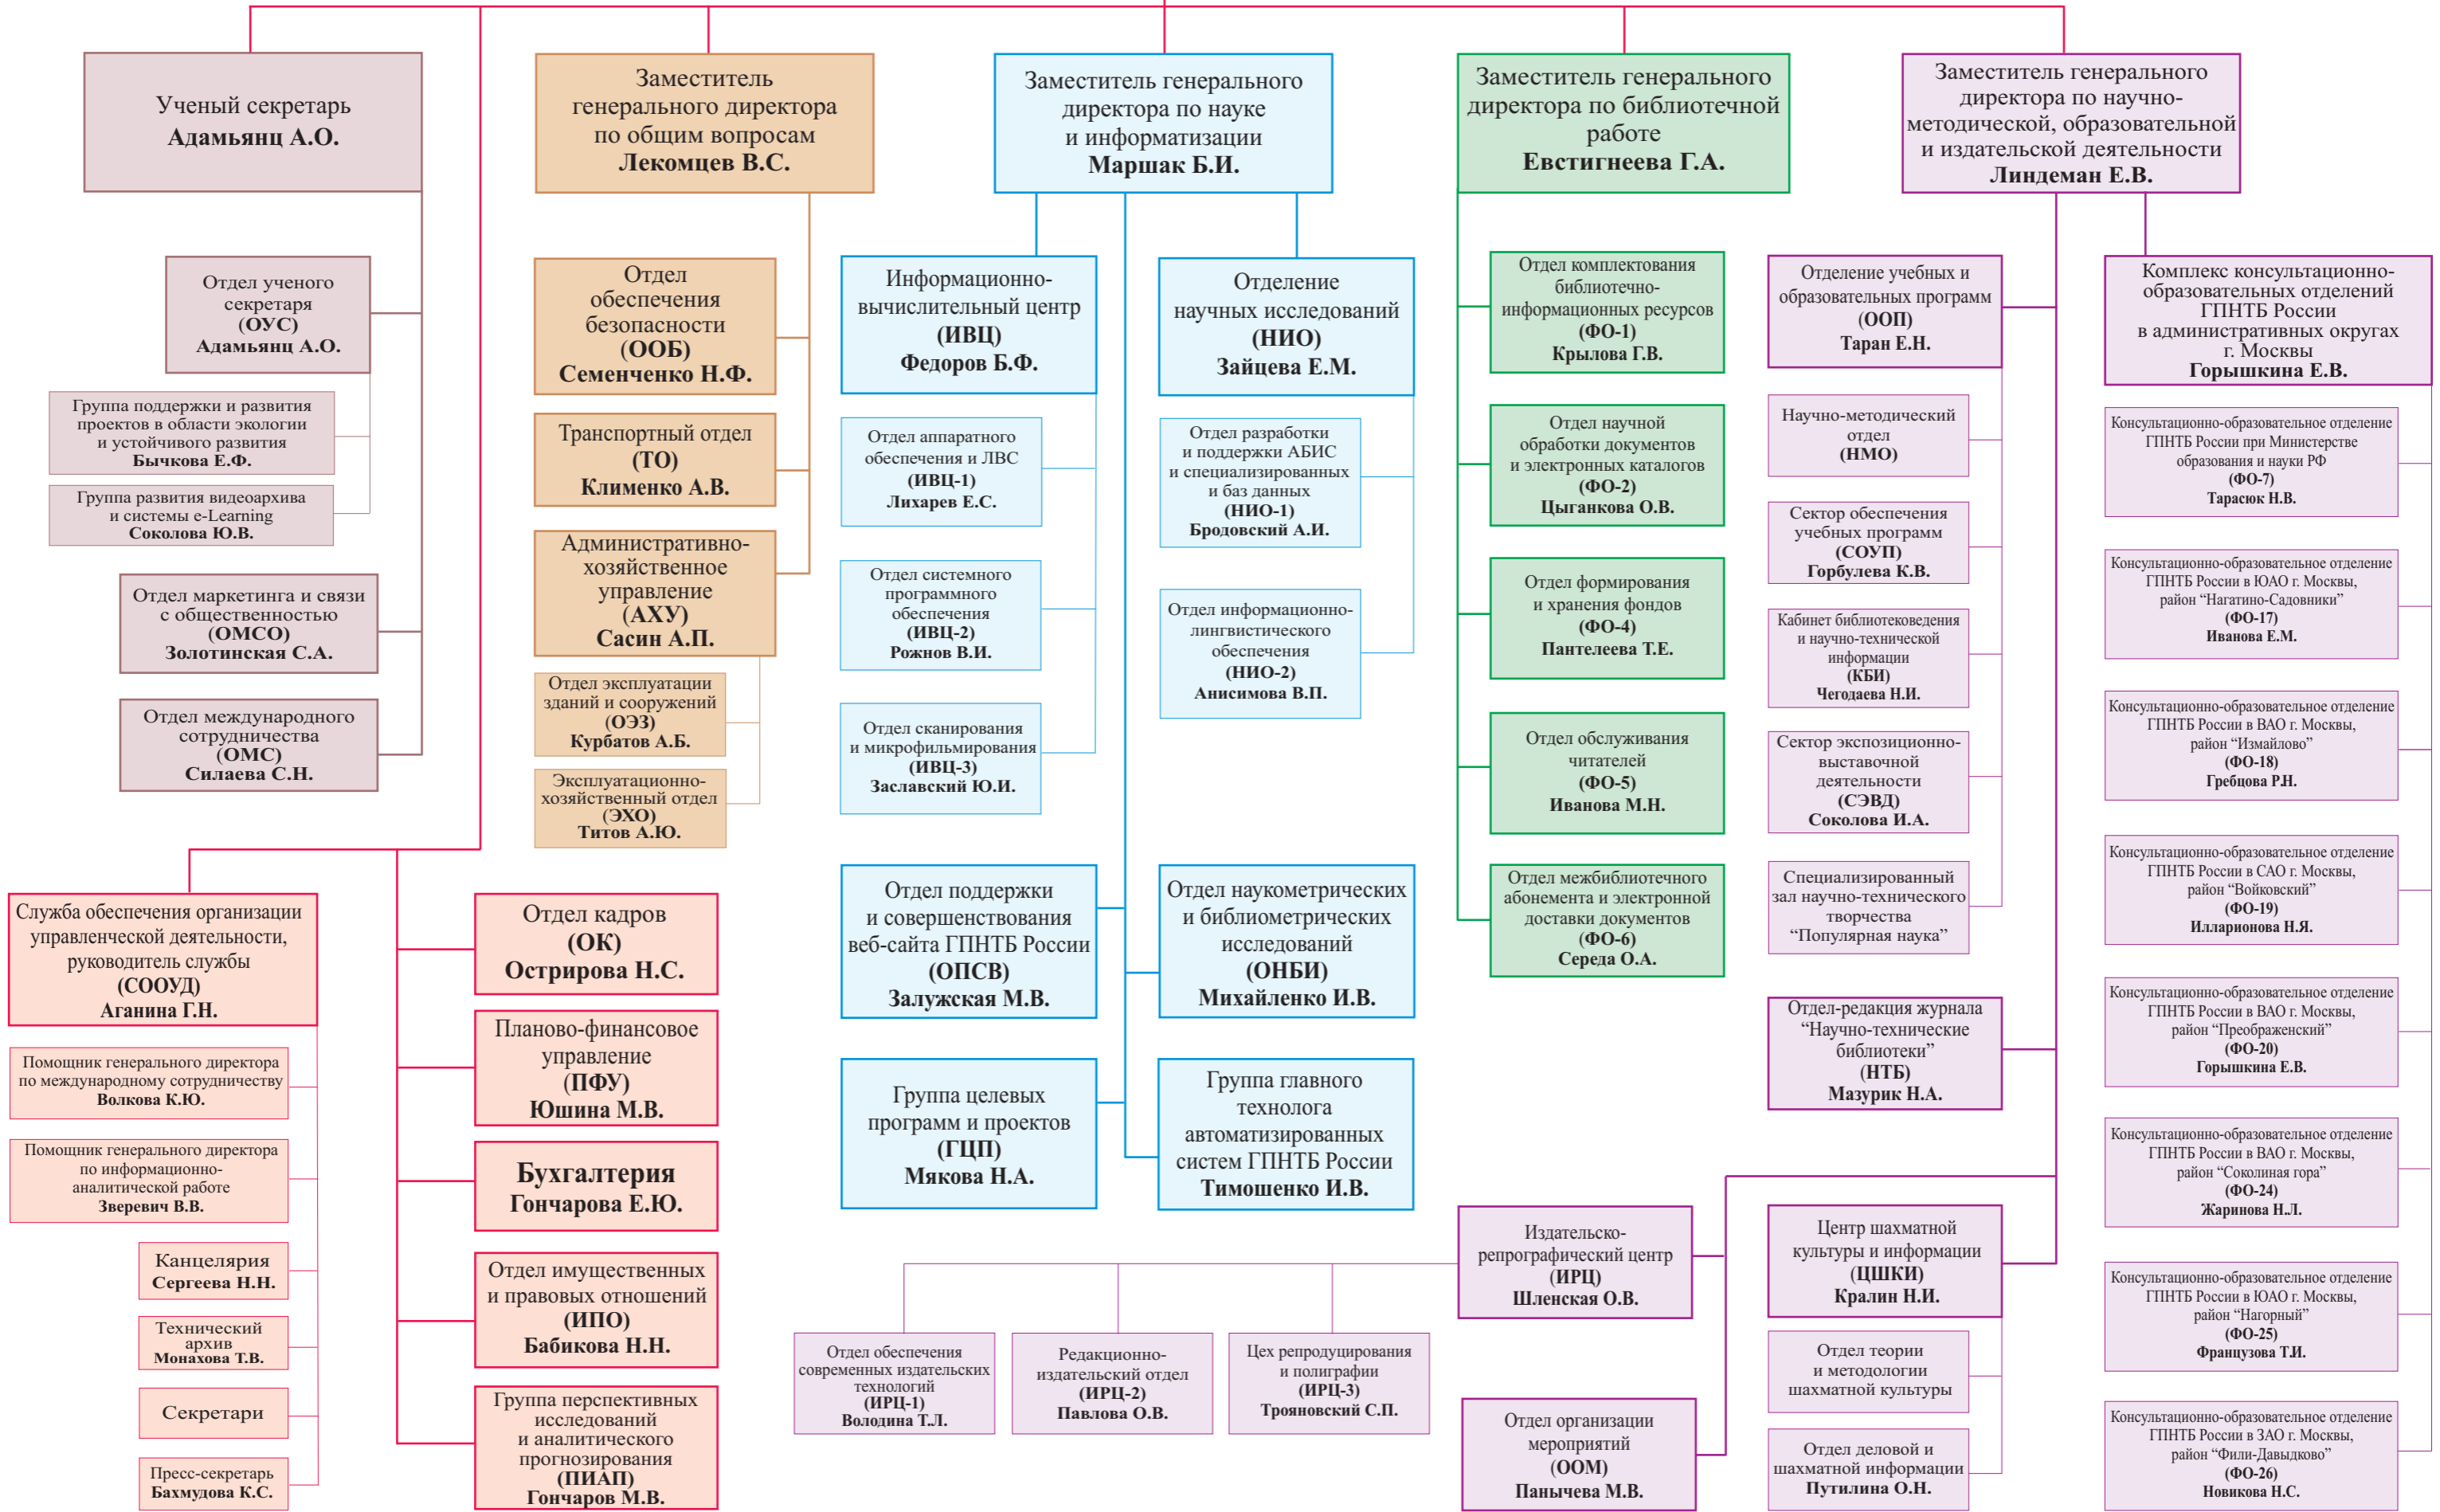 Ученый секретарь
Адамьянц А.О.
Отдел ученого
секретаря
(ОУС)
Адамьянц А.О.
Группа поддержки и развития
проектов в области экологии
и устойчивого развития
Бычкова Е.Ф.
Группа развития видеоархива
и системы e-Learning
Соколова Ю.В.
Отдел маркетинга и связи
с общественностью
(ОМСО)
Золотинская С.А.
Отдел международного
сотрудничества
(ОМС)
Силаева С.Н.
Служба обеспечения организации
управленческой деятельности,
руководитель службы
(СООУД)
Аганина Г.Н.
Помощник генерального директора
по международному сотрудничеству
Волкова К.Ю.
Помощник генерального директора
по информационно-
аналитической работе
Зверевич В.В.
Канцелярия
Сергеева Н.Н.
Технический
архив
Монахова Т.В.
Секретари
Пресс-секретарь
Бахмудова К.С.
Отдел кадров
(ОК)
Острирова Н.С.
Планово-финансовое
управление
(ПФУ)
Юшина М.В.
Бухгалтерия
Гончарова Е.Ю.
Отдел имущественных
и правовых отношений
(ИПО)
Бабикова Н.Н.
Группа перспективных
исследований
и аналитического
прогнозирования
(ПИАП)
Гончаров М.В.
Заместитель
генерального директора
по общим вопросам
Лекомцев В.С.
Отдел
обеспечения
безопасности
(ООБ)
Семенченко Н.Ф.
Транспортный отдел
(ТО)
Клименко А.В.
Административно-
хозяйственное
управление
(АХУ)
Сасин А.П.
Отдел эксплуатации
зданий и сооружений
(ОЭЗ)
Курбатов А.Б.
Эксплуатационно-
хозяйственный отдел
(ЭХО)
Титов А.Ю.
Заместитель генерального
директора по науке
и информатизации
Маршак Б.И.
Информационно-
вычислительный центр
(ИВЦ)
Федоров Б.Ф.
Отдел аппаратного
обеспечения и ЛВС
(ИВЦ-1)
Лихарев Е.С.
Отдел системного
программного
обеспечения
(ИВЦ-2)
Рожнов В.И.
Отдел сканирования
и микрофильмирования
(ИВЦ-3)
Заславский Ю.И.
Отделение
научных исследований
(НИО)
Зайцева Е.М.
Отдел разработки
и поддержки АБИС
и специализированных
и баз данных
(НИО-1)
Бродовский А.И.
Отдел информационно-
лингвистического
обеспечения
(НИО-2)
Анисимова В.П.
Отдел поддержки
и совершенствования
веб-сайта ГПНТБ России
(ОПСВ)
Залужская М.В.
Отдел наукометрических
и библиометрических
исследований
(ОНБИ)
Михайленко И.В.
Группа целевых
программ и проектов
(ГЦП)
Мякова Н.А.
Группа главного
технолога
автоматизированных
систем ГПНТБ России
Тимошенко И.В.
Заместитель генерального
директора по библиотечной
работе
Евстигнеева Г.А.
Отдел комплектования
библиотечно-
информационных ресурсов
(ФО-1)
Крылова Г.В.
Отдел научной
обработки документов
и электронных каталогов
(ФО-2)
Цыганкова О.В.
Отдел формирования
и хранения фондов
(ФО-4)
Пантелеева Т.Е.
Отдел обслуживания
читателей
(ФО-5)
Иванова М.Н.
Отдел межбиблиотечного
абонемента и электронной
доставки документов
(ФО-6)
Середа О.А.
Заместитель генерального
директора по научно-
методической, образовательной
и издательской деятельности
Линдеман Е.В.
Отделение учебных и
образовательных программ
(ООП)
Таран Е.Н.
Научно-методический
отдел
(НМО)
Сектор обеспечения
учебных программ
(СОУП)
Горбулева К.В.
Кабинет библиотековедения
и научно-технической
информации
(КБИ)
Чегодаева Н.И.
Сектор экспозиционно-
выставочной
деятельности
(СЭВД)
Соколова И.А.
Специализированный
зал научно-технического
творчества
“Популярная наука”
Отдел-редакция журнала
“Научно-технические
библиотеки”
(НТБ)
Мазурик Н.А.
Издательско-
репрографический центр
(ИРЦ)
Шленская О.В.
Отдел обеспечения
современных издательских
технологий
(ИРЦ-1)
Володина Т.Л.
Редакционно-
издательский отдел
(ИРЦ-2)
Павлова О.В.
Цех репродуцирования
и полиграфии
(ИРЦ-3)
Трояновский С.П.
Отдел организации
мероприятий
(ООМ)
Панычева М.В.
Центр шахматной
культуры и информации
(ЦШКИ)
Кралин Н.И.
Отдел теории
и методологии
шахматной культуры
Отдел деловой и
шахматной информации
Путилина О.Н.
Комплекс консультационно-
образовательных отделений
ГПНТБ России
в административных округах
г. Москвы
Горышкина Е.В.
Консультационно-образовательное отделение
ГПНТБ России при Министерстве
образования и науки РФ
(ФО-7)
Тарасюк Н.В.
Консультационно-образовательное отделение
ГПНТБ России в ЮАО г. Москвы,
район “Нагатино-Садовники”
(ФО-17)
Иванова Е.М.
Консультационно-образовательное отделение
ГПНТБ России в ВАО г. Москвы,
район “Измайлово”
(ФО-18)
Гребцова Р.Н.
Консультационно-образовательное отделение
ГПНТБ России в САО г. Москвы,
район “Войковский”
(ФО-19)
Илларионова Н.Я.
Консультационно-образовательное отделение
ГПНТБ России в ВАО г. Москвы,
район “Преображенский”
(ФО-20)
Горышкина Е.В.
Консультационно-образовательное отделение
ГПНТБ России в ВАО г. Москвы,
район “Соколиная гора”
(ФО-24)
Жаринова Н.Л.
Консультационно-образовательное отделение
ГПНТБ России в ЮАО г. Москвы,
район “Нагорный”
(ФО-25)
Французова Т.И.
Консультационно-образовательное отделение
ГПНТБ России в ЗАО г. Москвы,
район “Фили-Давыдково”
(ФО-26)
Новикова Н.С.